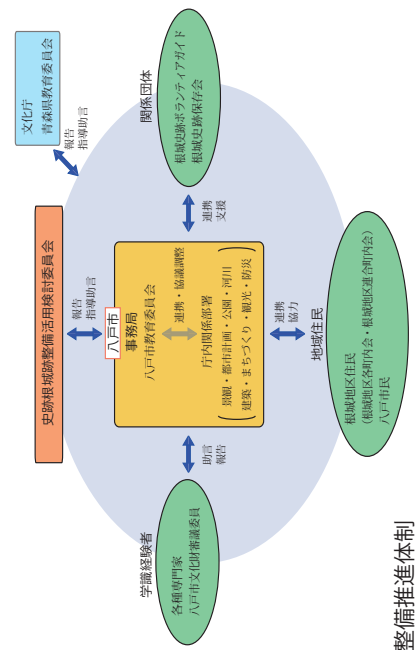 史跡根城跡整備活用検討委員会
文化庁
青森県教育委員会
報告
指導助言
報告
指導助言
八戸市
事務局
八戸市教育委員会
連携・協議調整
庁内関係部署
(景観・都市計画・公園・河川
建築・まちづくり・観光・防災)
学識経験者
各種専門家
八戸市文化財審議委員
助言
報告
関係団体
根城史跡ボランティアガイド
根城史跡保存会
連携
支援
連携
協力
地域住民
根城地区住民
(根城地区各町内会・根城地区連合町内会)
八戸市民
整備推進体制